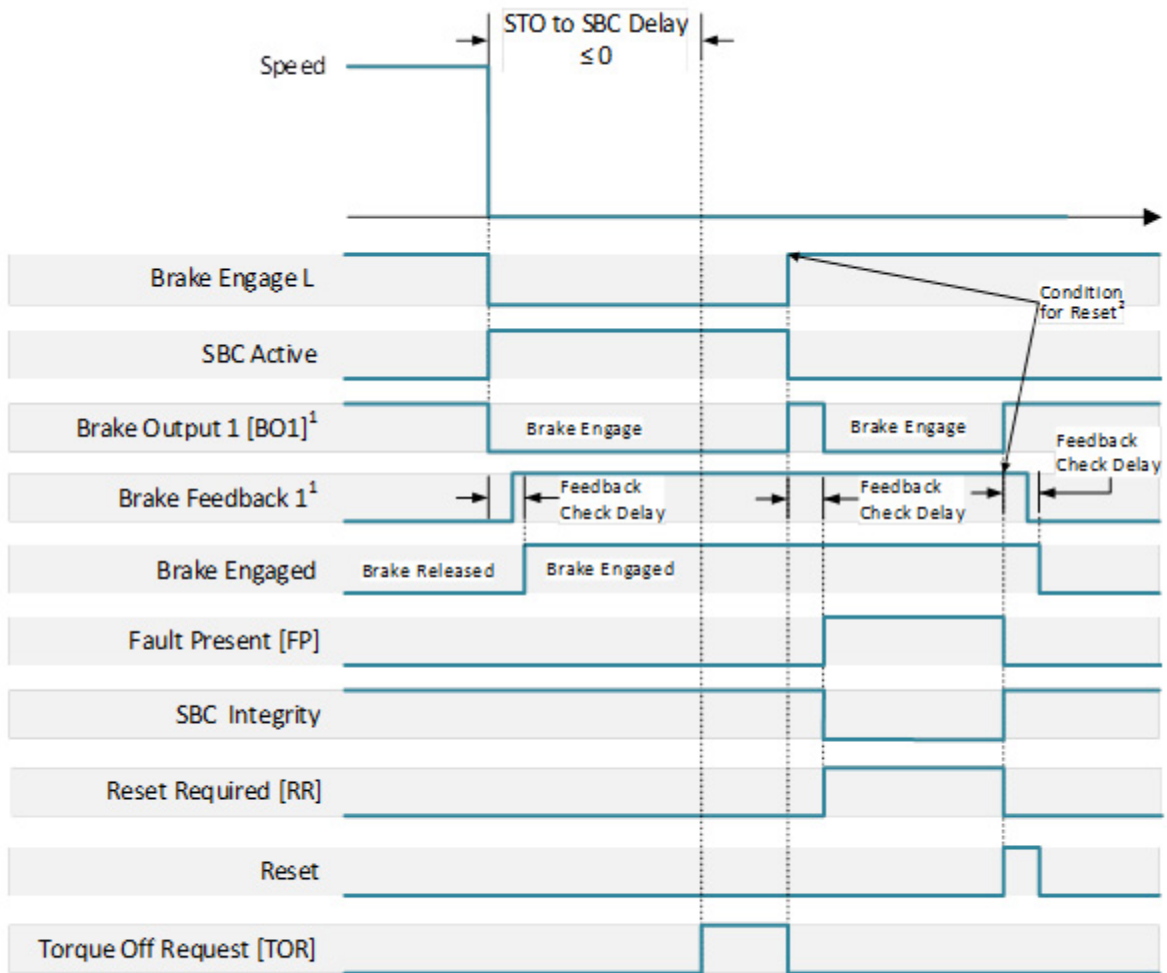 STO to SBC Delay
≤ 0
Speed
Brake Engage L
Condition
for Reset²
SBC Active
Brake Output 1 [BO1]¹
Brake Engage
Brake Engage
Feedback
Check Delay
Brake Feedback 1¹
Feedback
Check Delay
Feedback
Check Delay
Brake Engaged
Brake Released
Brake Engaged
Fault Present [FP]
SBC Integrity
Reset Required [RR]
Reset
Torque Off Request [TOR]